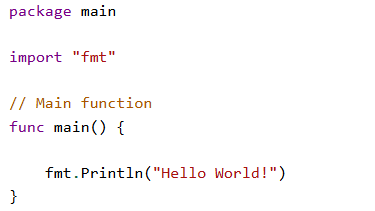 package main
import "fmt"
// Main function
func main() {
fmt.Println("Hello World!")
}